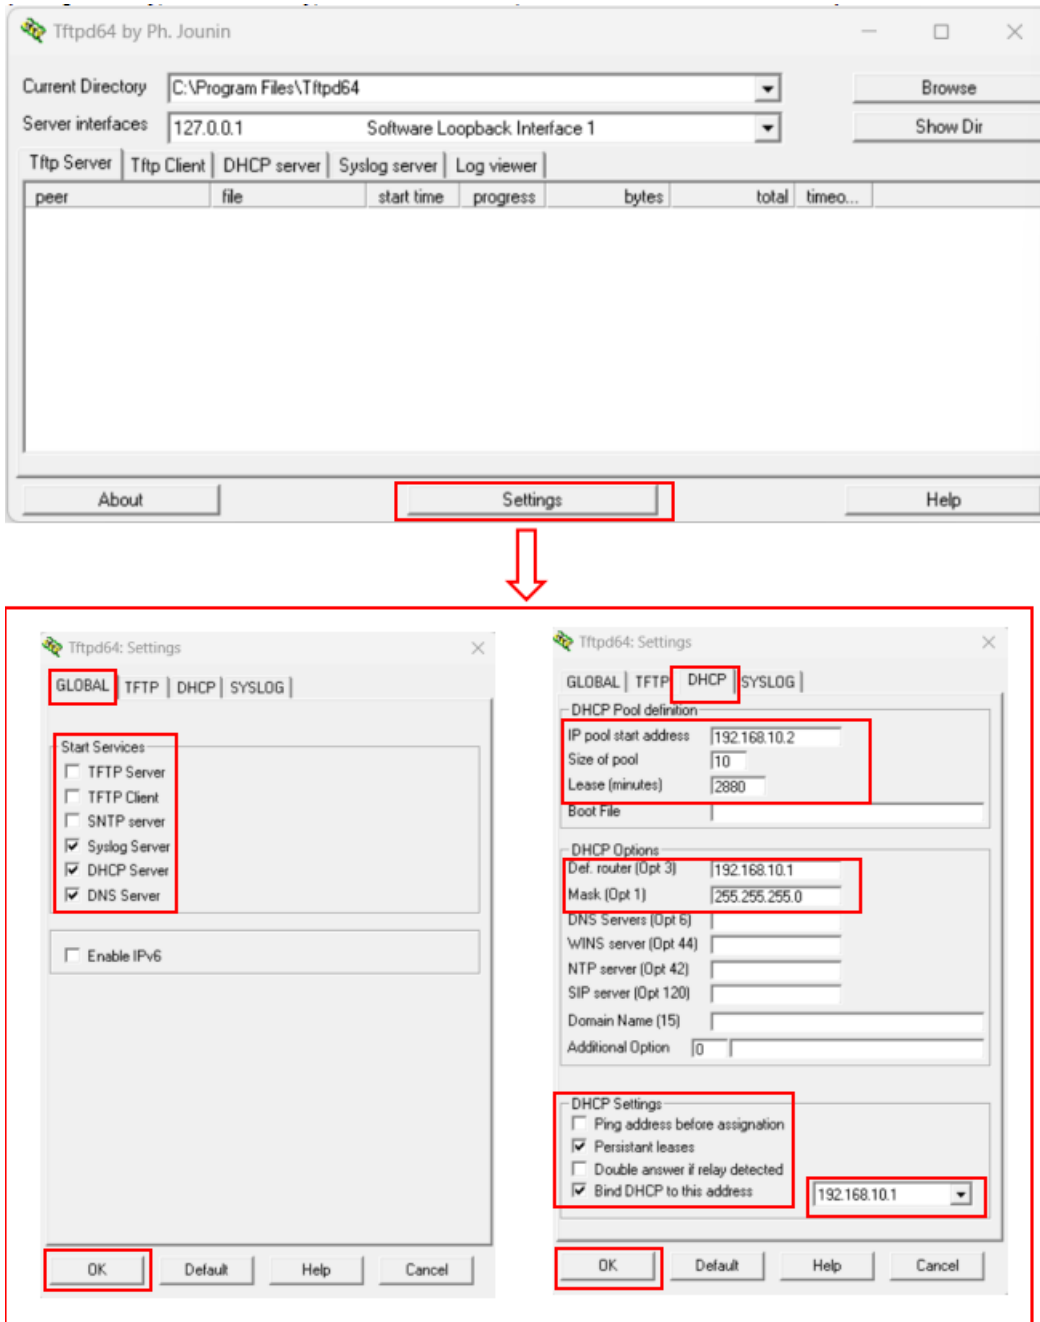 Tftpd64 by Ph. Jounin
Current Directory C:\Program Files\Tftpd64 Browse
Server interfaces 127.0.0.1 Software Loopback Interface 1 Show Dir
Tftp Server Tftp Client DHCP server Syslog server Log viewer
peer file start time progress bytes total timeo...
About Settings Help
Tftpd64: Settings
GLOBAL TFTP DHCP SYSLOG
Start Services
TFTP Server
TFTP Client
SNTP server
Syslog Server
DHCP Server
DNS Server
Enable IPv6
OK Default Help Cancel
Tftpd64: Settings
GLOBAL TFTP DHCP SYSLOG
DHCP Pool definition
IP pool start address 192.168.10.2
Size of pool 10
Lease (minutes) 2880
Boot File
DHCP Options
Def. router (Opt 3) 192.168.10.1
Mask (Opt 1) 255.255.255.0
DNS Servers (Opt 6)
WINS server (Opt 44)
NTP server (Opt 42)
SIP server (Opt 120)
Domain Name (15)
Additional Option 0
DHCP Settings
Ping address before assignation
Persistant leases
Double answer if relay detected
Bind DHCP to this address 192.168.10.1
OK Default Help Cancel